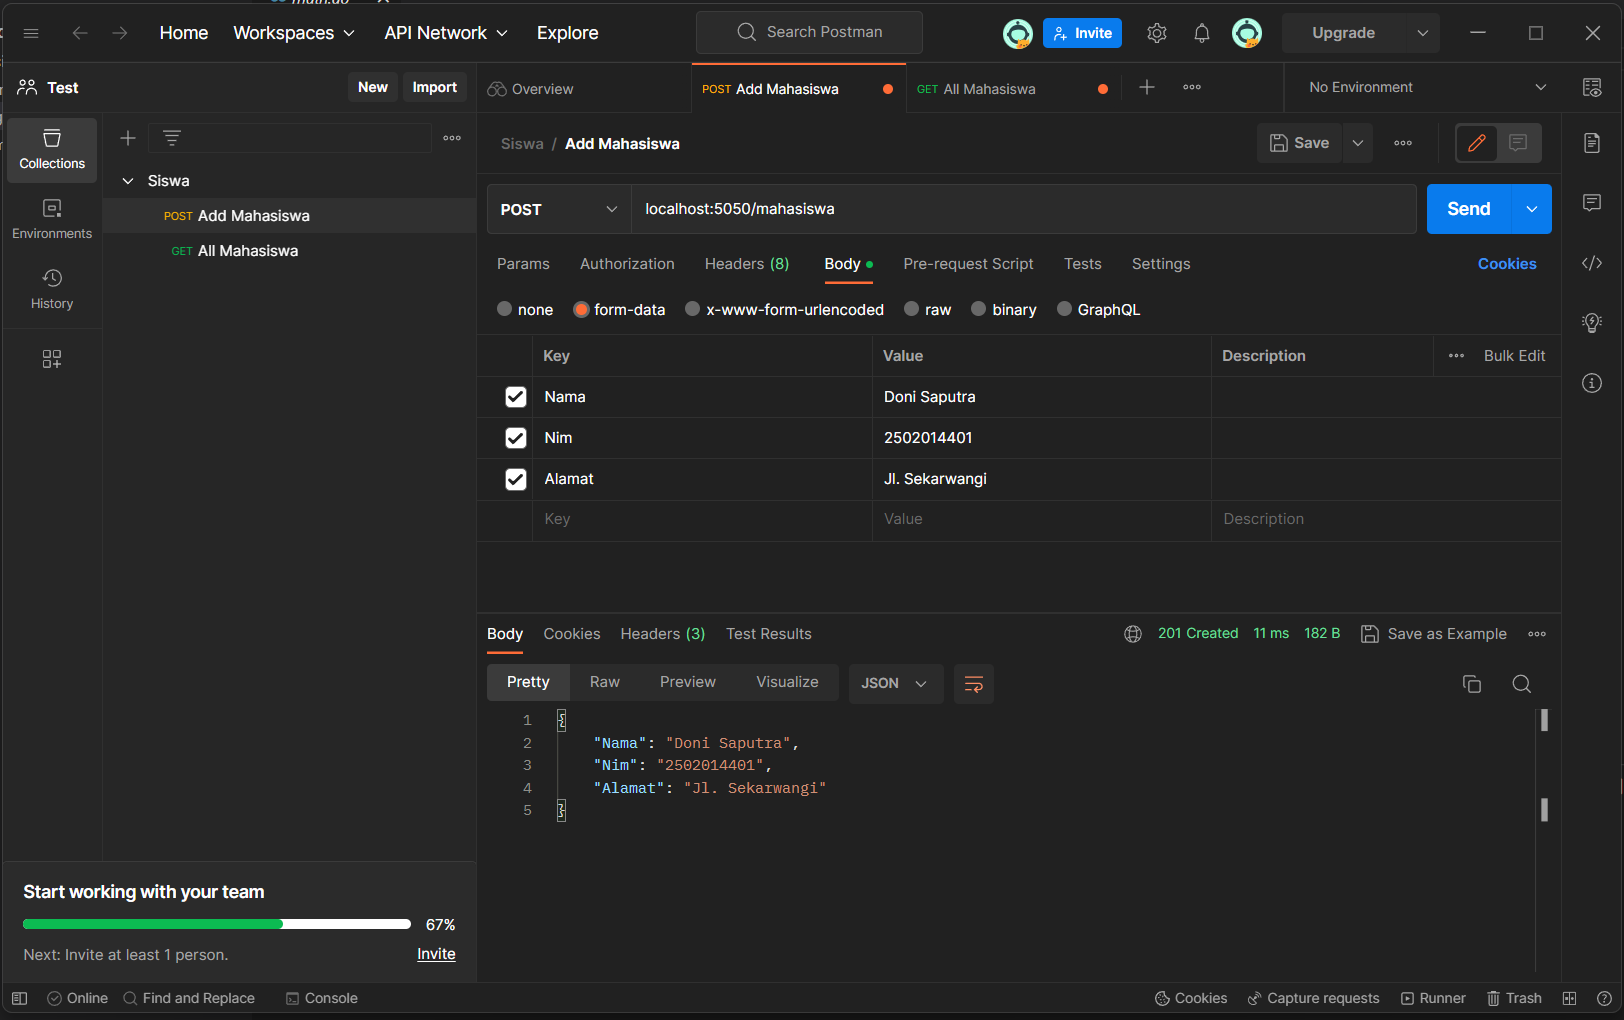 Home Workspaces API Network Explore Search Postman Invite Upgrade
Test New Import Overview POST Add Mahasiswa GET All Mahasiswa No Environment
Collections
Environments
History
Siswa
POST Add Mahasiswa
GET All Mahasiswa
Siswa / Add Mahasiswa Save
POST localhost:5050/mahasiswa Send
Params Authorization Headers (8) Body Pre-request Script Tests Settings Cookies
none form-data x-www-form-urlencoded raw binary GraphQL
Key Value Description Bulk Edit
Nama Doni Saputra
Nim 2502014401
Alamat Jl. Sekarwangi
Key Value Description
Body Cookies Headers (3) Test Results 201 Created 11 ms 182 B Save as Example
Pretty Raw Preview Visualize JSON
1 {
2 "Nama": "Doni Saputra",
3 "Nim": "2502014401",
4 "Alamat": "Jl. Sekarwangi"
5 }
Start working with your team
67%
Next: Invite at least 1 person. Invite
Online Find and Replace Console Cookies Capture requests Runner Trash